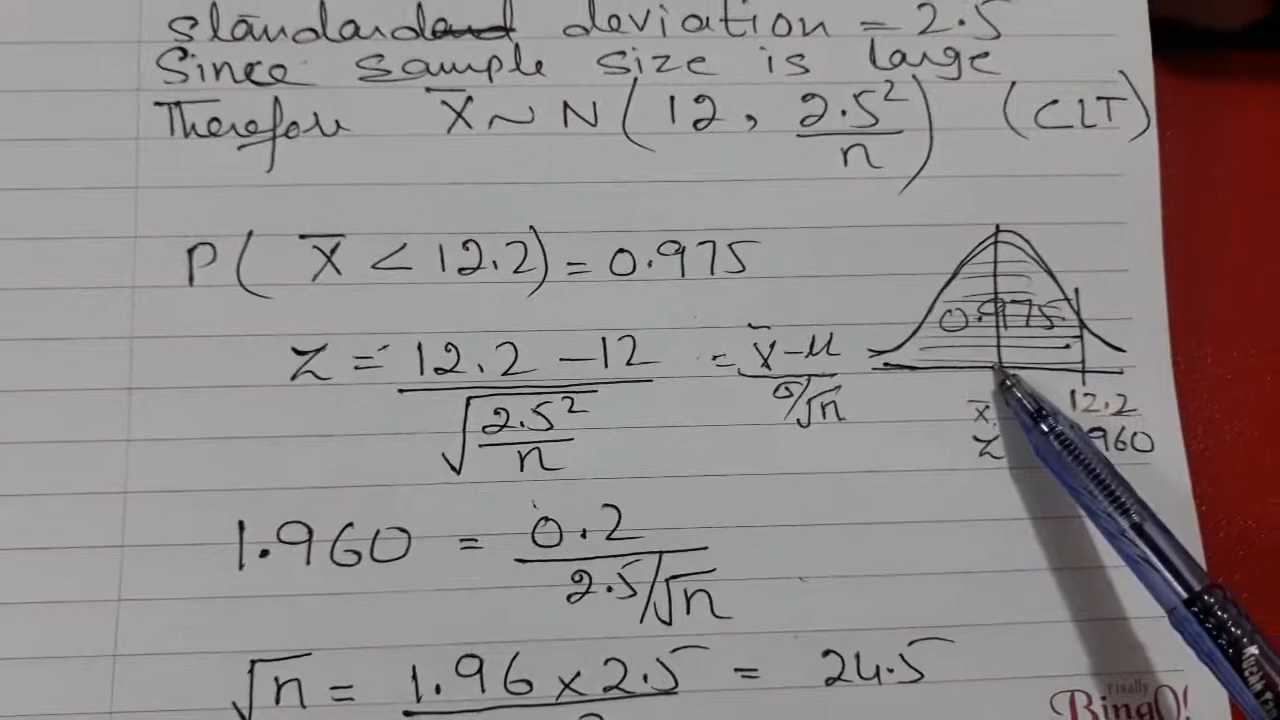 standard deviation = 2.5
Since sample size is large
Therefore X̄ ~ N(12, 2.5²/n) (CLT)
P( X̄ < 12.2) = 0.975
0.975
Z = (12.2 - 12)/√(2.5²/n) = (x̄ - μ)/(σ/√n)
x̄ 12.2
Z 960
1.960 = 0.2/(2.5/√n)
√n = 1.96 × 2.5 = 24.5
Finally
BingO!